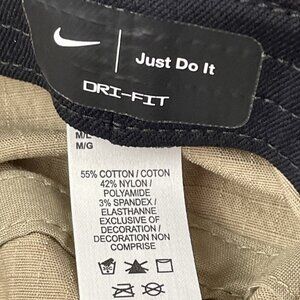 Just Do It
DRI-FIT
M/L
M/G
55% COTTON / COTON
42% NYLON /
POLYAMIDE
3% SPANDEX /
ELASTHANNE
EXCLUSIVE OF
DECORATION /
DECORATION NON
COMPRISE